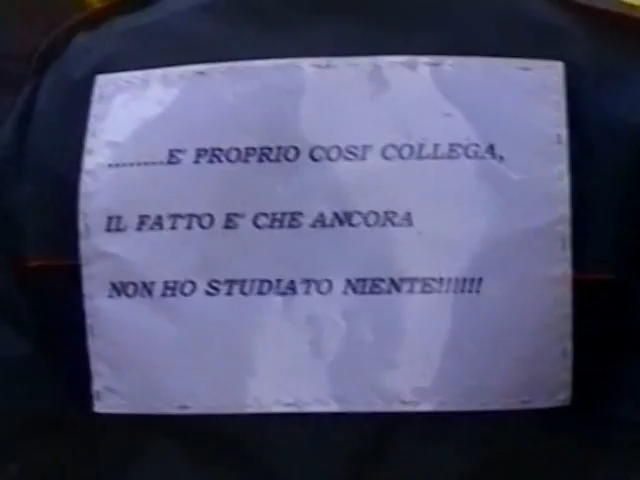 ........E' PROPRIO COSI' COLLEGA,
IL FATTO E' CHE ANCORA
NON HO STUDIATO NIENTE!!!!!!